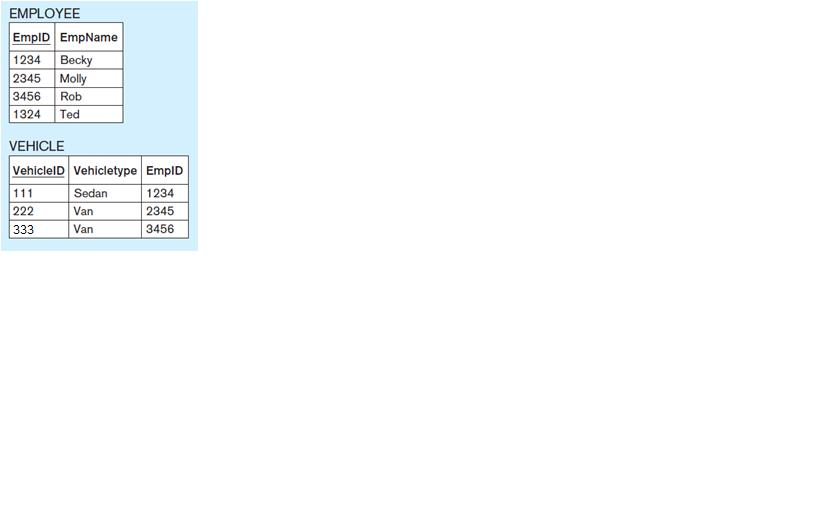 EMPLOYEE
EmpID EmpName
1234 Becky
2345 Molly
3456 Rob
1324 Ted
VEHICLE
VehicleID Vehicletype EmpID
111 Sedan 1234
222 Van 2345
333 Van 3456